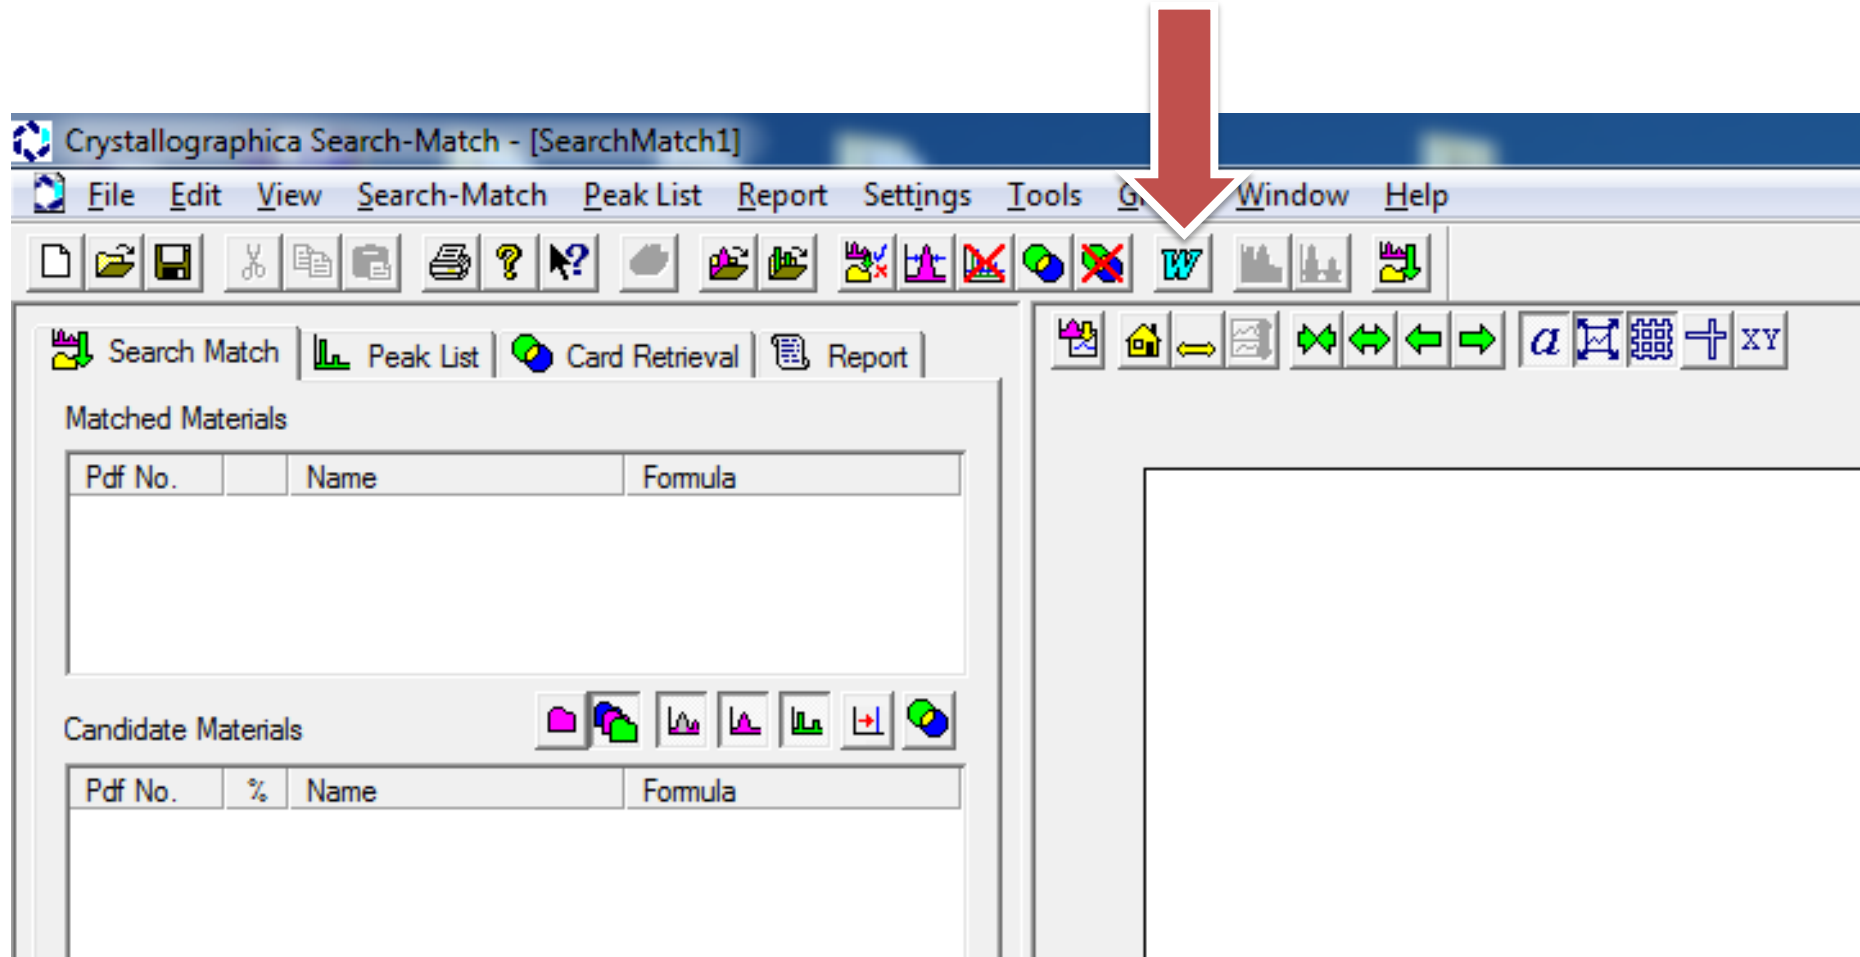 Crystallographica Search-Match - [SearchMatch1]
File Edit View Search-Match Peak List Report Settings Tools Window Help
W
Search Match Peak List Card Retrieval Report
a XY
Matched Materials
Pdf No. Name Formula
Candidate Materials
Pdf No. % Name Formula